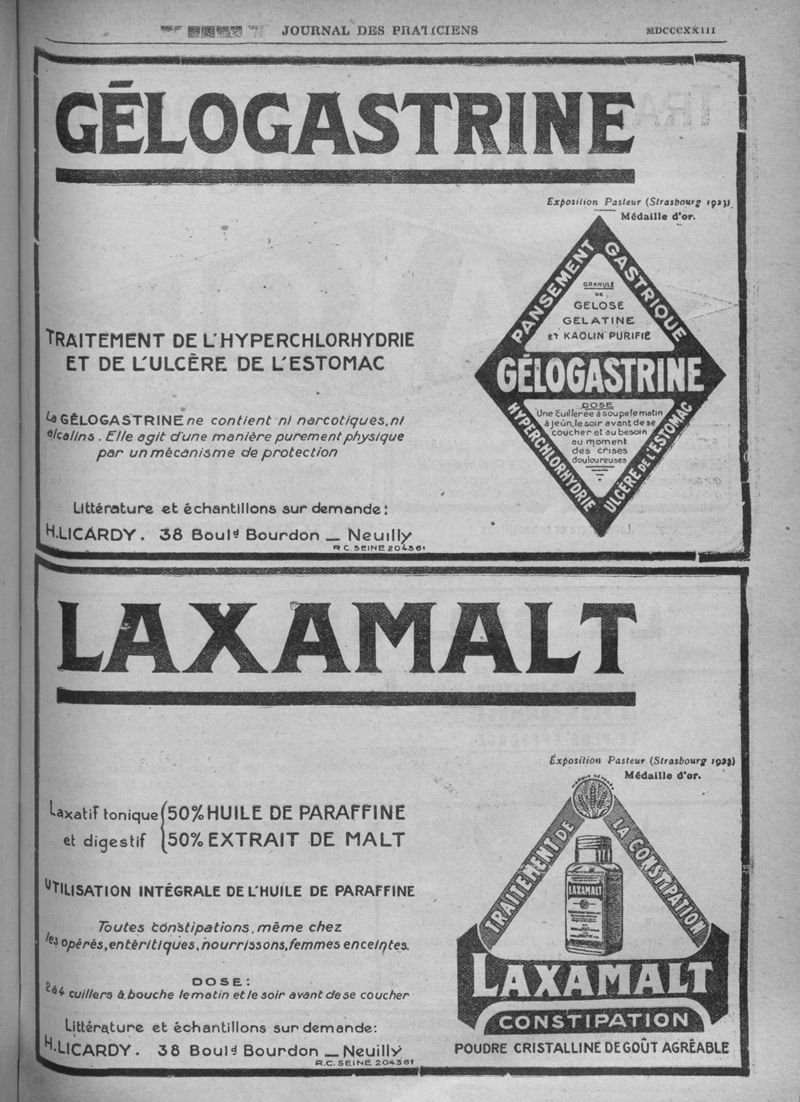 JOURNAL DES PRATICIENS
MDCCCXXIII
GÉLOGASTRINE
Exposition Pasteur (Strasbourg 1923)
Médaille d'or.
PANSEMENT GASTRIQUE
GRANULÉ
DE
GELOSE
GELATINE
ET KAOLIN PURIFIÉ
GÉLOGASTRINE
DOSE
Une Cuillerée à soupe le matin
à jeûn, le soir avant de se
coucher et au besoin
au moment
des crises
douloureuses
HYPERCHLORHYDRIE
ULCÈRE DE L'ESTOMAC
TRAITEMENT DE L'HYPERCHLORHYDRIE
ET DE L'ULCÈRE DE L'ESTOMAC
La GÉLOGASTRINE ne contient ni narcotiques, ni
alcalins. Elle agit d'une manière purement physique
par un mécanisme de protection
Littérature et échantillons sur demande:
H. LICARDY. 38 Boulᵈ Bourdon _ Neuilly
R.C. SEINE 204361
LAXAMALT
Exposition Pasteur (Strasbourg 1923)
Médaille d'or.
Laxatif tonique 50% HUILE DE PARAFFINE
et digestif 50% EXTRAIT DE MALT
UTILISATION INTÉGRALE DE L'HUILE DE PARAFFINE
Toutes constipations, même chez
les opérés, entéritiques, nourrissons, femmes enceintes.
DOSE:
2 à 4 cuillers à bouche le matin et le soir avant de se coucher
Littérature et échantillons sur demande:
H. LICARDY. 38 Boulᵈ Bourdon _ Neuilly
R.C. SEINE 204361
TRAITEMENT DE LA CONSTIPATION
LAXAMALT
LAXAMALT
CONSTIPATION
POUDRE CRISTALLINE DE GOÛT AGRÉABLE